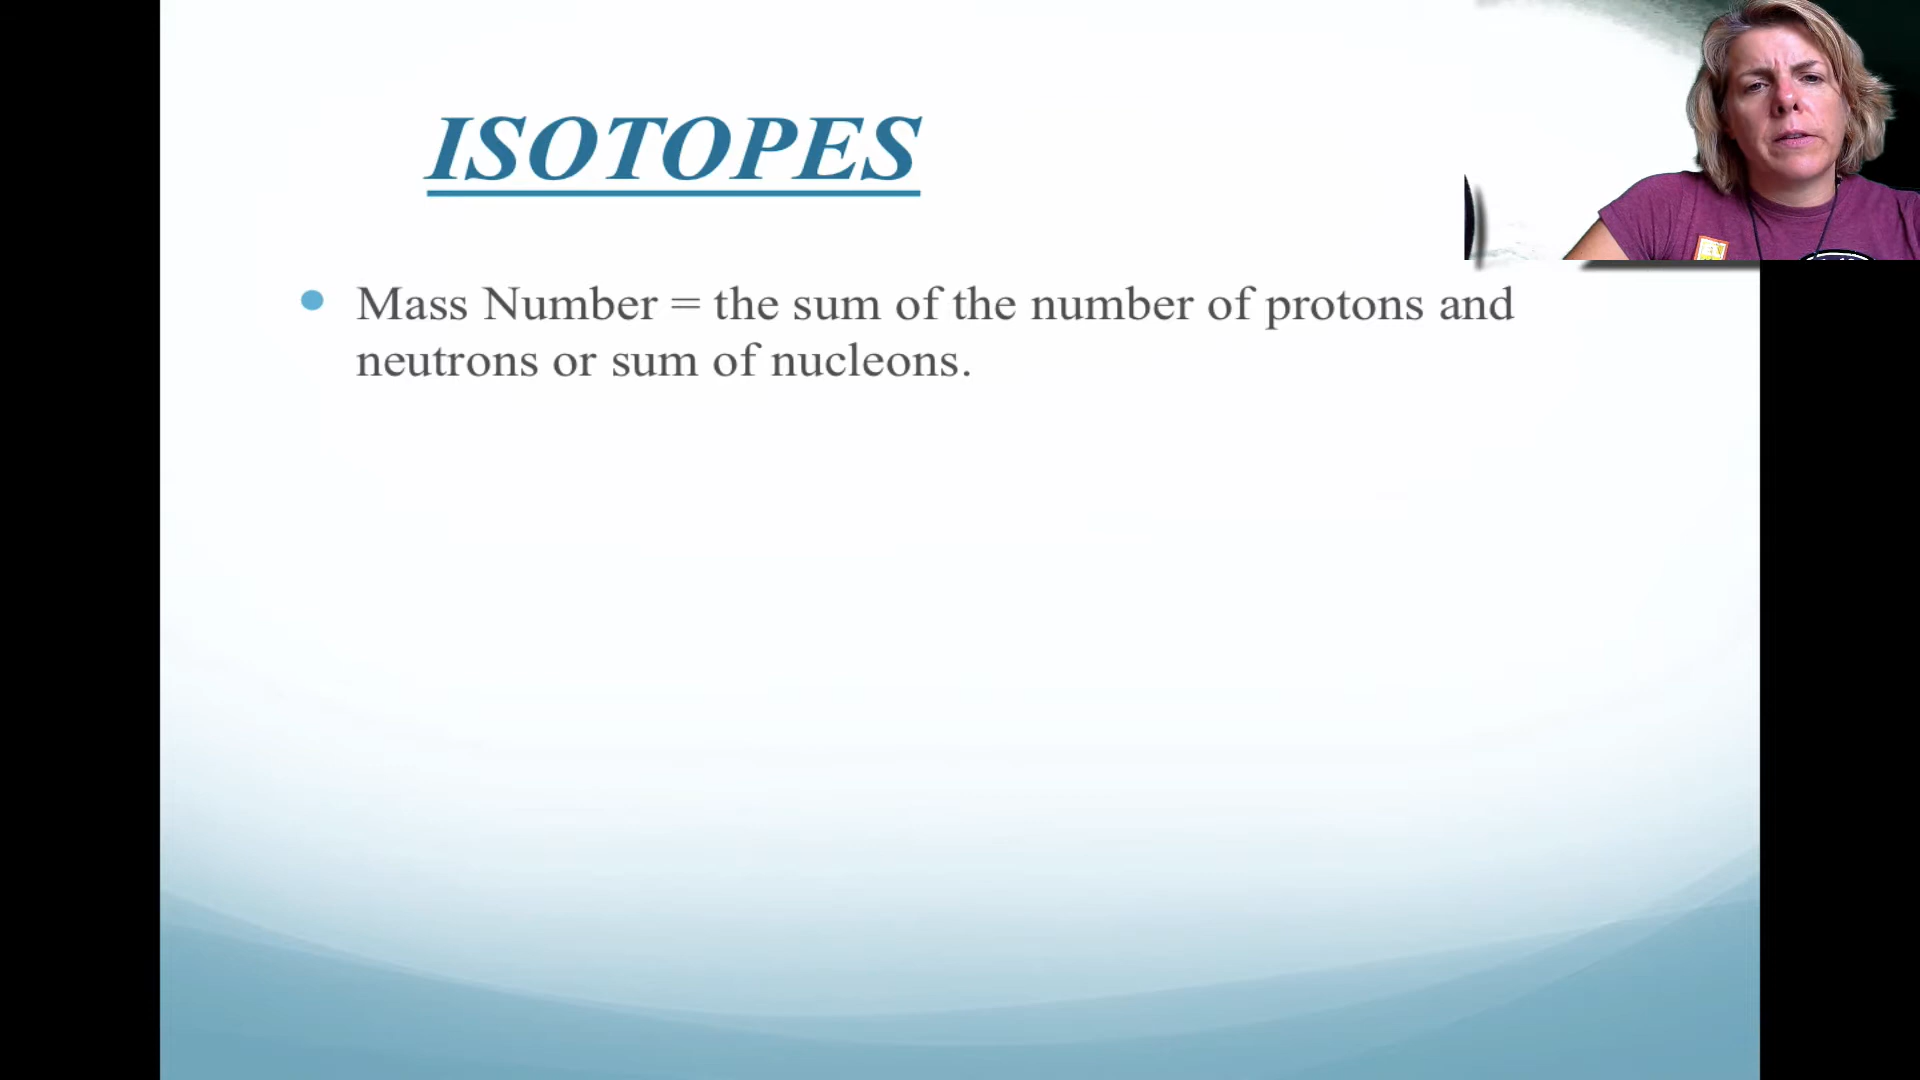 ISOTOPES
Mass Number = the sum of the number of protons and
neutrons or sum of nucleons.